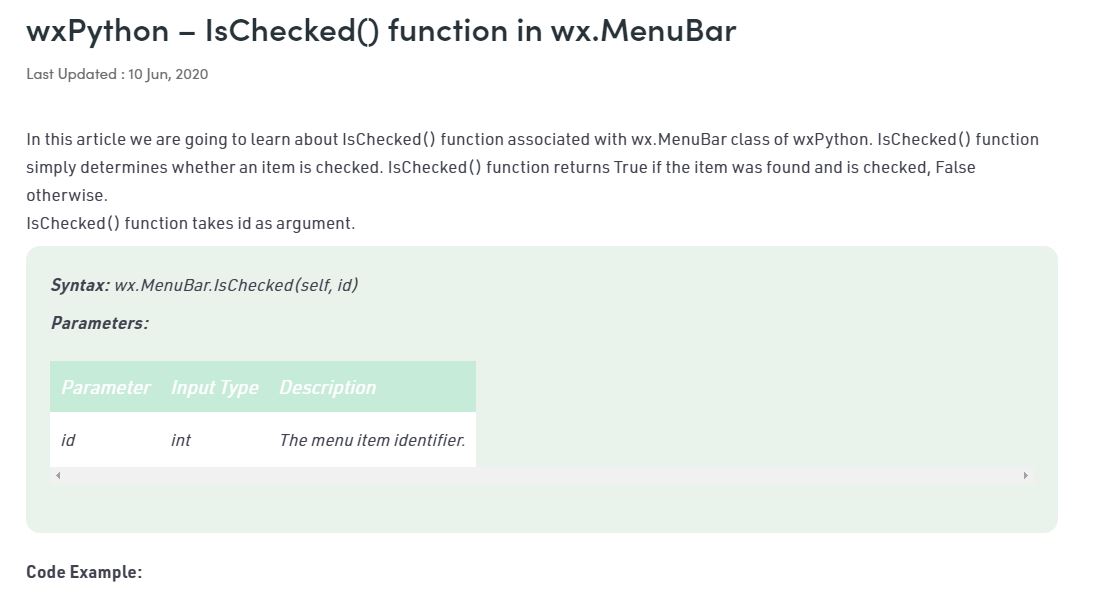 wxPython – IsChecked() function in wx.MenuBar
Last Updated : 10 Jun, 2020
In this article we are going to learn about IsChecked() function associated with wx.MenuBar class of wxPython. IsChecked() function
simply determines whether an item is checked. IsChecked() function returns True if the item was found and is checked, False
otherwise.
IsChecked() function takes id as argument.
Syntax: wx.MenuBar.IsChecked(self, id)
Parameters:
Parameter Input Type Description
id int The menu item identifier.
Code Example: